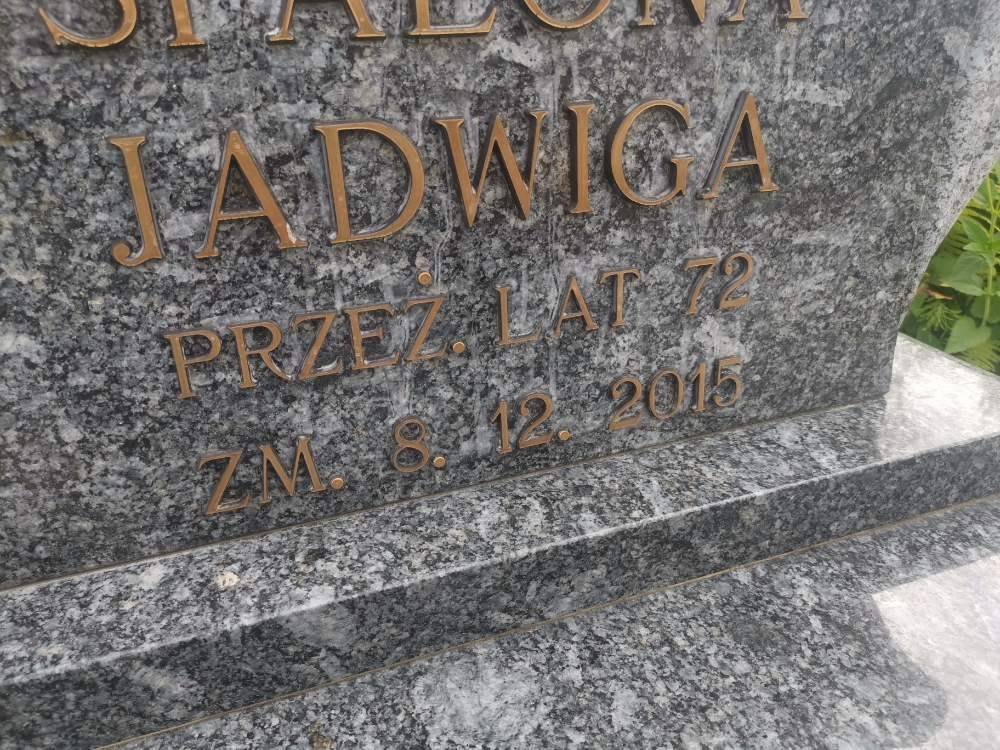 JADWIGA
PRZEŻ. LAT 72
ZM. 8. 12. 2015